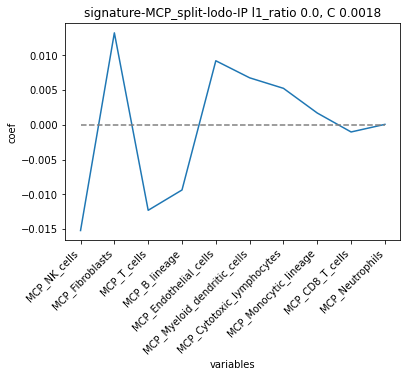 signature-MCP_split-lodo-IP l1_ratio 0.0, C 0.0018
0.010
0.005
0.000
−0.005
−0.010
−0.015
coef
MCP_NK_cells
MCP_Fibroblasts
MCP_T_cells
MCP_B_lineage
MCP_Endothelial_cells
MCP_Myeloid_dendritic_cells
MCP_Cytotoxic_lymphocytes
MCP_Monocytic_lineage
MCP_CD8_T_cells
MCP_Neutrophils
variables